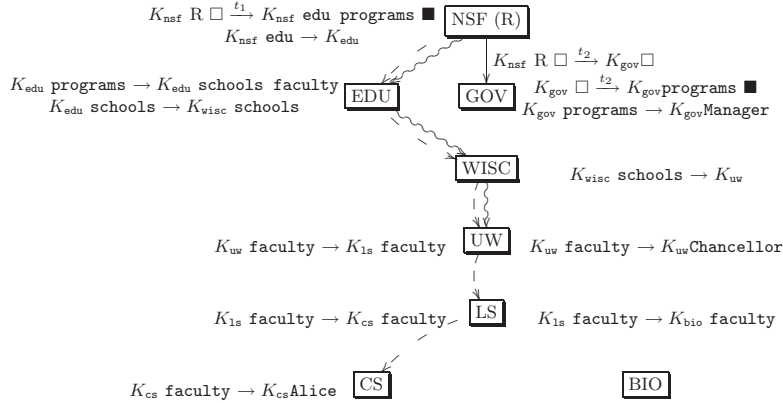 K_nsf R □ —t₁→ K_nsf edu programs ■
NSF (R)
K_nsf edu → K_edu
K_nsf R □ —t₂→ K_gov □
K_edu programs → K_edu schools faculty
EDU
GOV
K_gov □ —t₂→ K_gov programs ■
K_edu schools → K_wisc schools
K_gov programs → K_gov Manager
WISC
K_wisc schools → K_uw
K_uw faculty → K_ls faculty
UW
K_uw faculty → K_uw Chancellor
K_ls faculty → K_cs faculty
LS
K_ls faculty → K_bio faculty
K_cs faculty → K_cs Alice
CS
BIO